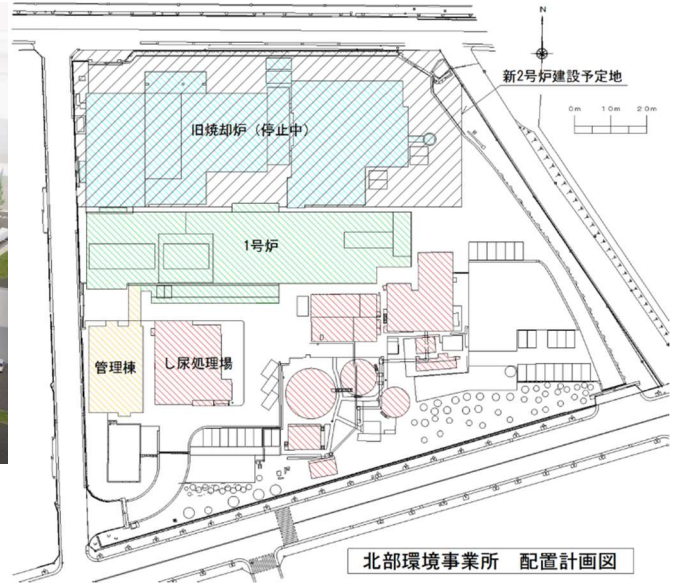 N
新2号炉建設予定地
0m 10m 20m
旧焼却炉（停止中）
1号炉
管理棟
し尿処理場
北部環境事業所 配置計画図